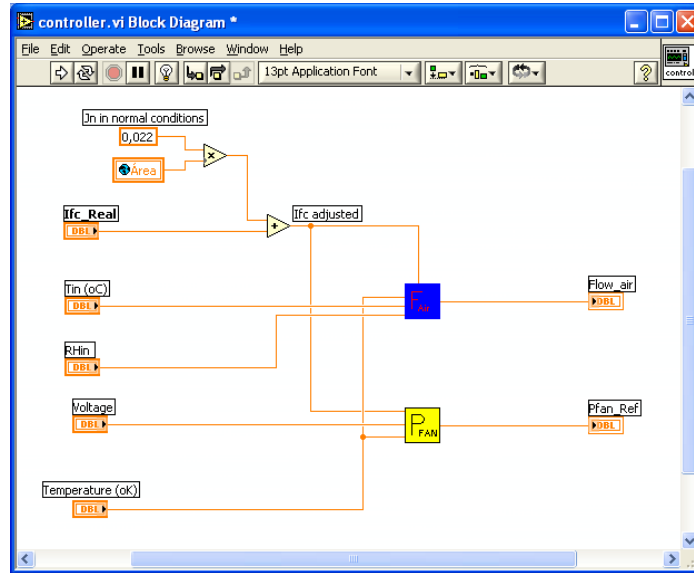 controller.vi Block Diagram *
File Edit Operate Tools Browse Window Help
13pt Application Font
?
control
Jn in normal conditions
0,022
Área
×
Ifc_Real
DBL
+
Ifc adjusted
Tin (oC)
DBL
F Air
Flow_air
DBL
RHin
DBL
Voltage
DBL
P FAN
Pfan_Ref
DBL
Temperature (oK)
DBL